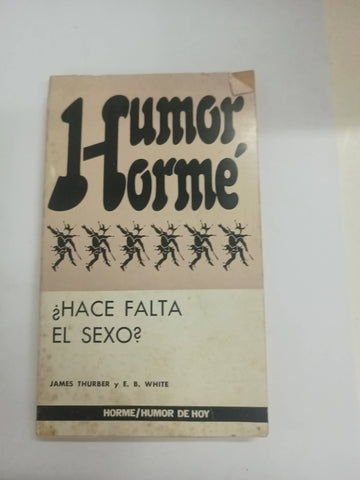 Humor
Hormé
¿HACE FALTA
EL SEXO?
JAMES THURBER y E. B. WHITE
HORME/HUMOR DE HOY